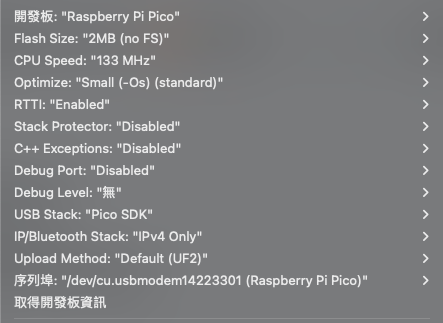 開發板: "Raspberry Pi Pico"
Flash Size: "2MB (no FS)"
CPU Speed: "133 MHz"
Optimize: "Small (-Os) (standard)"
RTTI: "Enabled"
Stack Protector: "Disabled"
C++ Exceptions: "Disabled"
Debug Port: "Disabled"
Debug Level: "無"
USB Stack: "Pico SDK"
IP/Bluetooth Stack: "IPv4 Only"
Upload Method: "Default (UF2)"
序列埠: "/dev/cu.usbmodem14223301 (Raspberry Pi Pico)"
取得開發板資訊